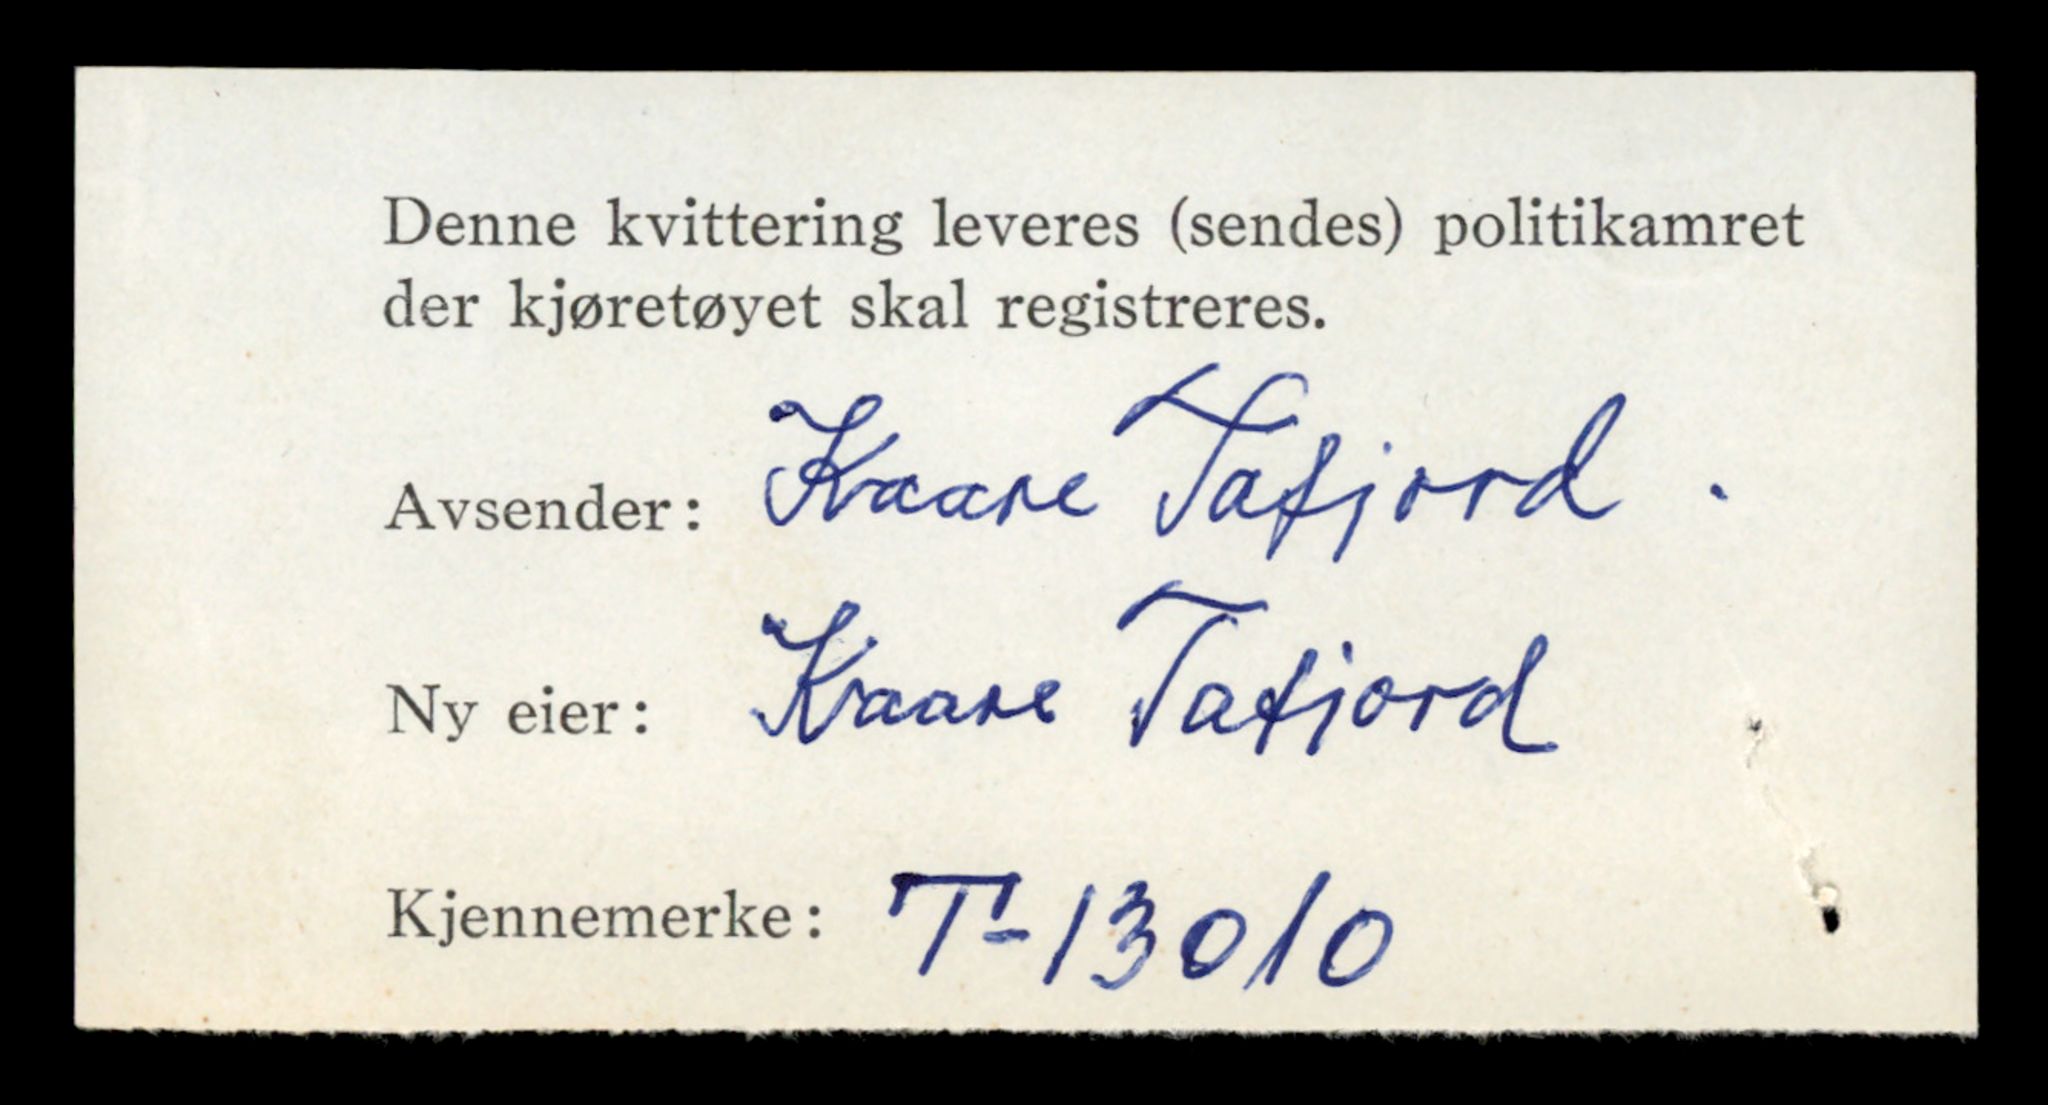 Denne kvittering leveres (sendes) politikamret
der kjøretøyet skal registreres.
Avsender: Kaare Tafjord .
Ny eier: Kaare Tafjord
Kjennemerke: T-13010